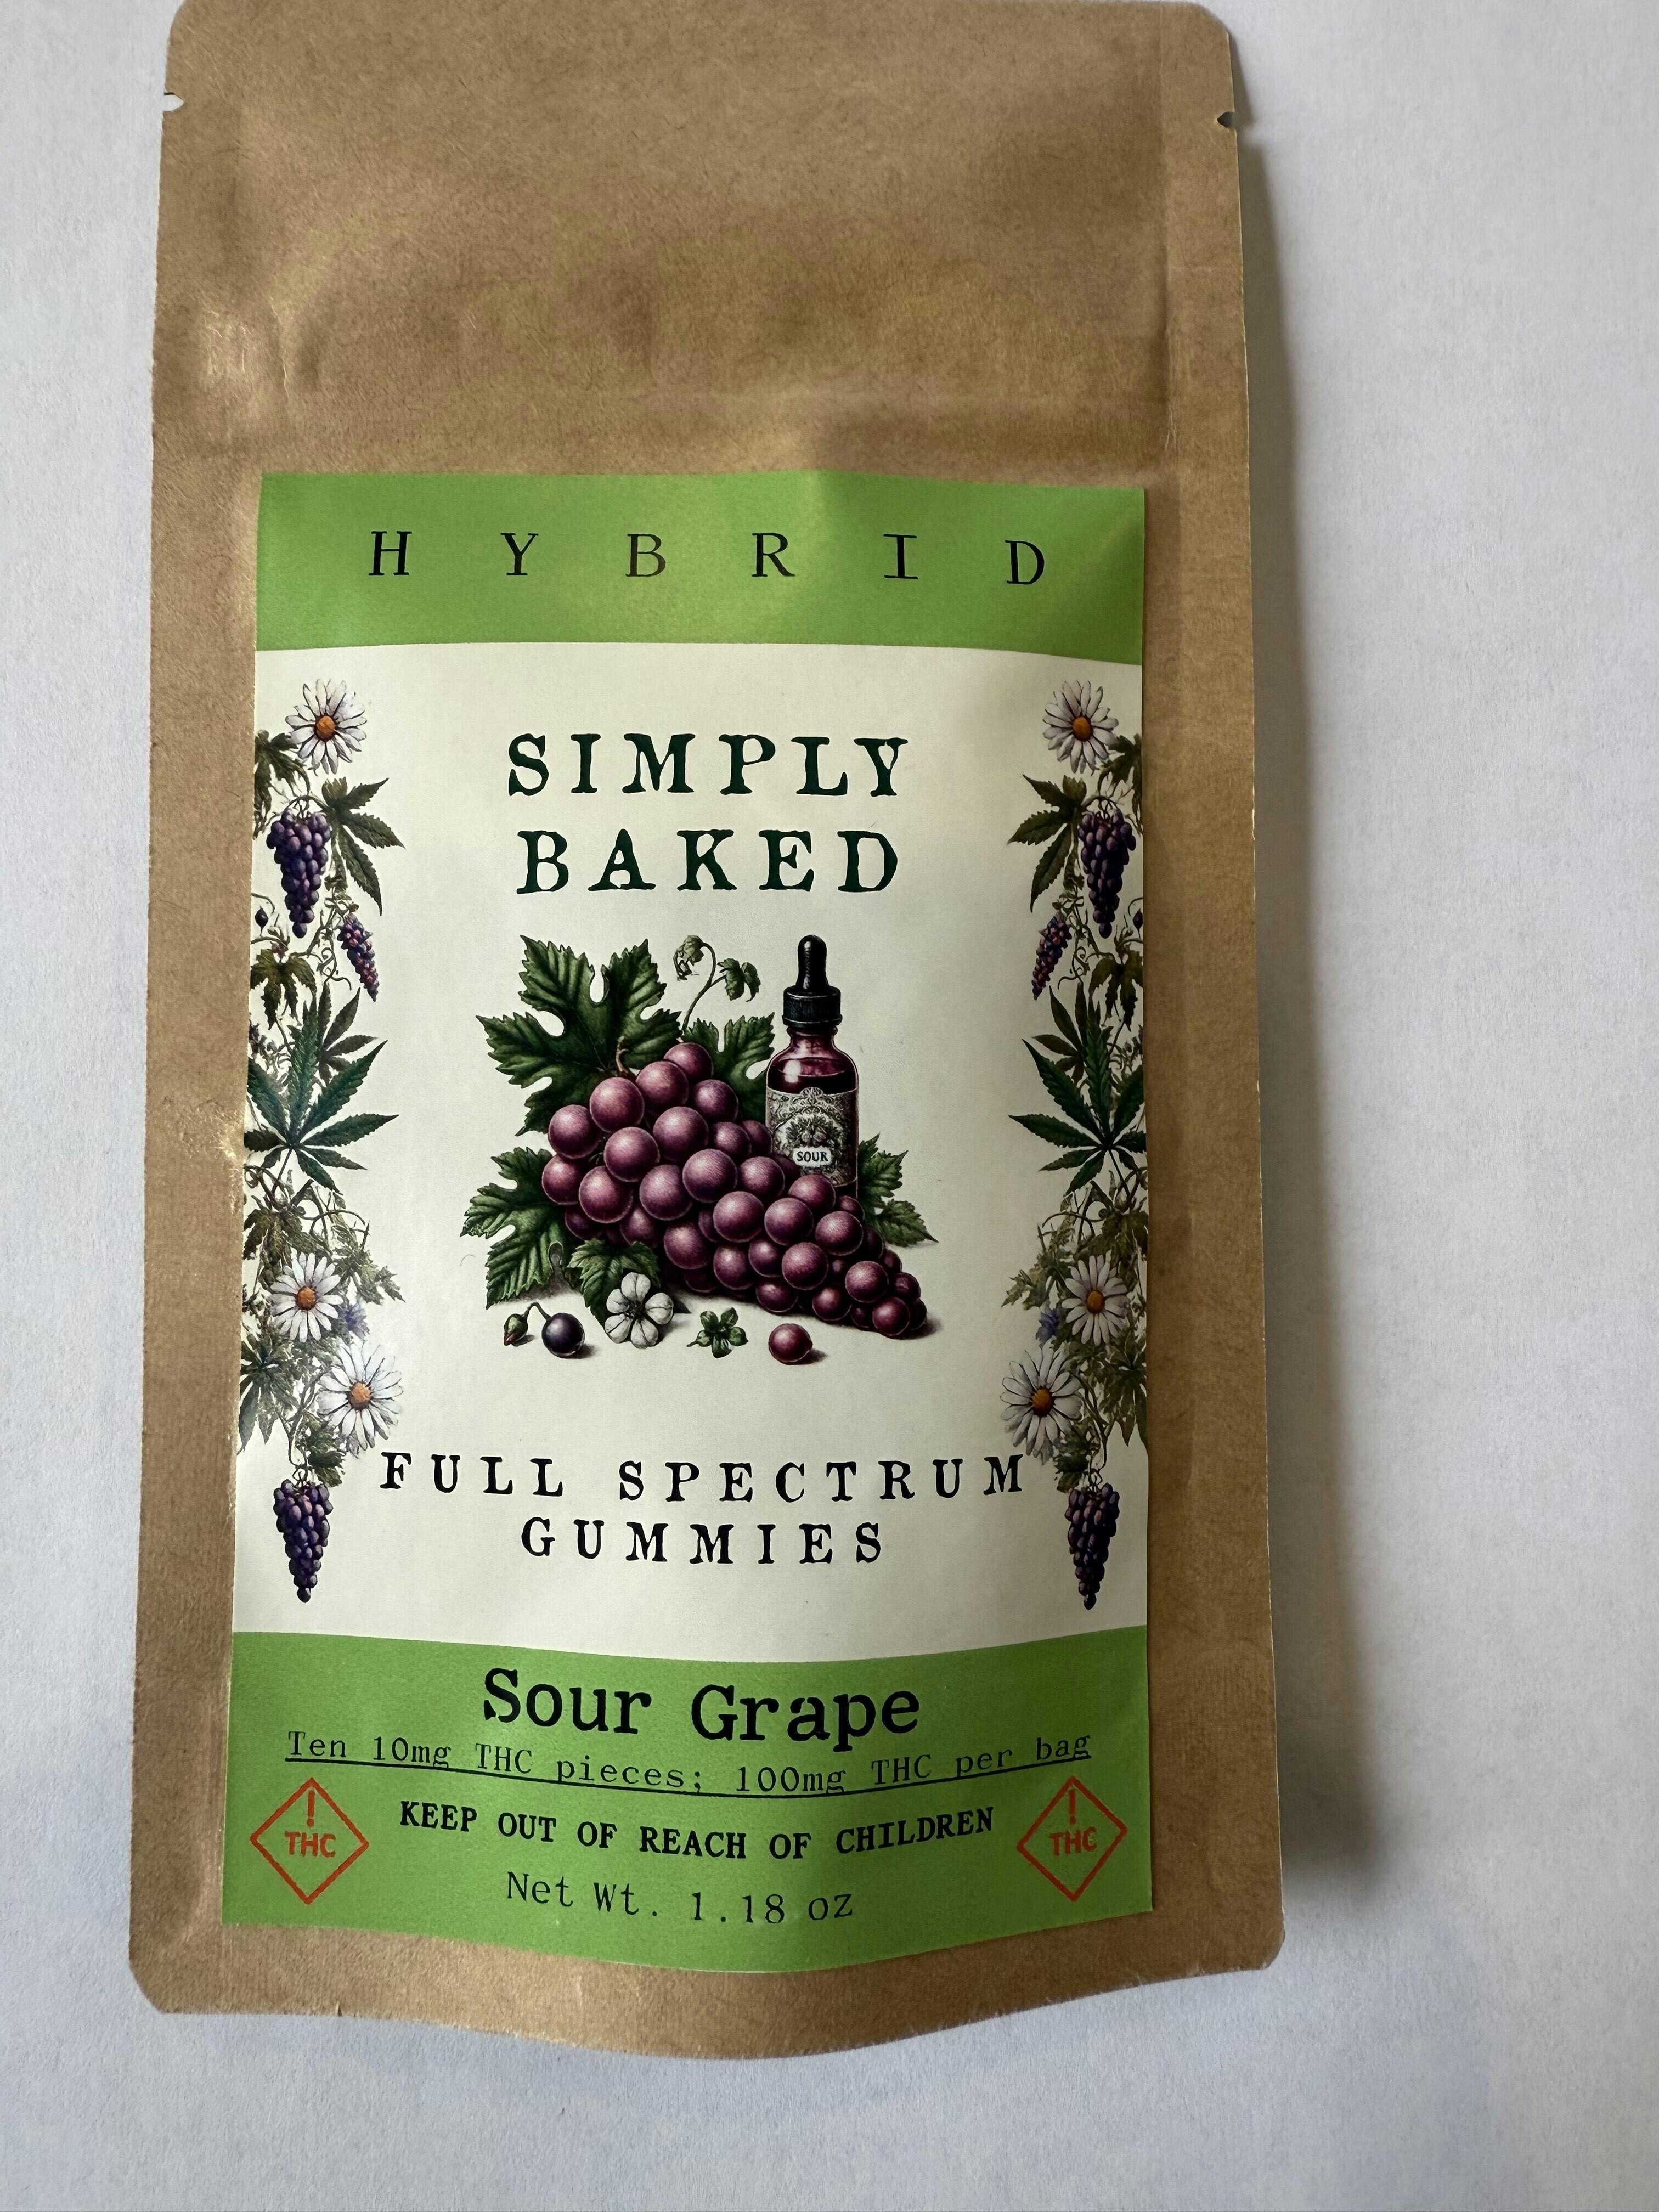 HYBRID
SIMPLY
BAKED
SOUR
FULL SPECTRUM
GUMMIES
Sour Grape
Ten 10mg THC pieces; 100mg THC per bag
! THC
KEEP OUT OF REACH OF CHILDREN
! THC
Net Wt. 1.18 oz